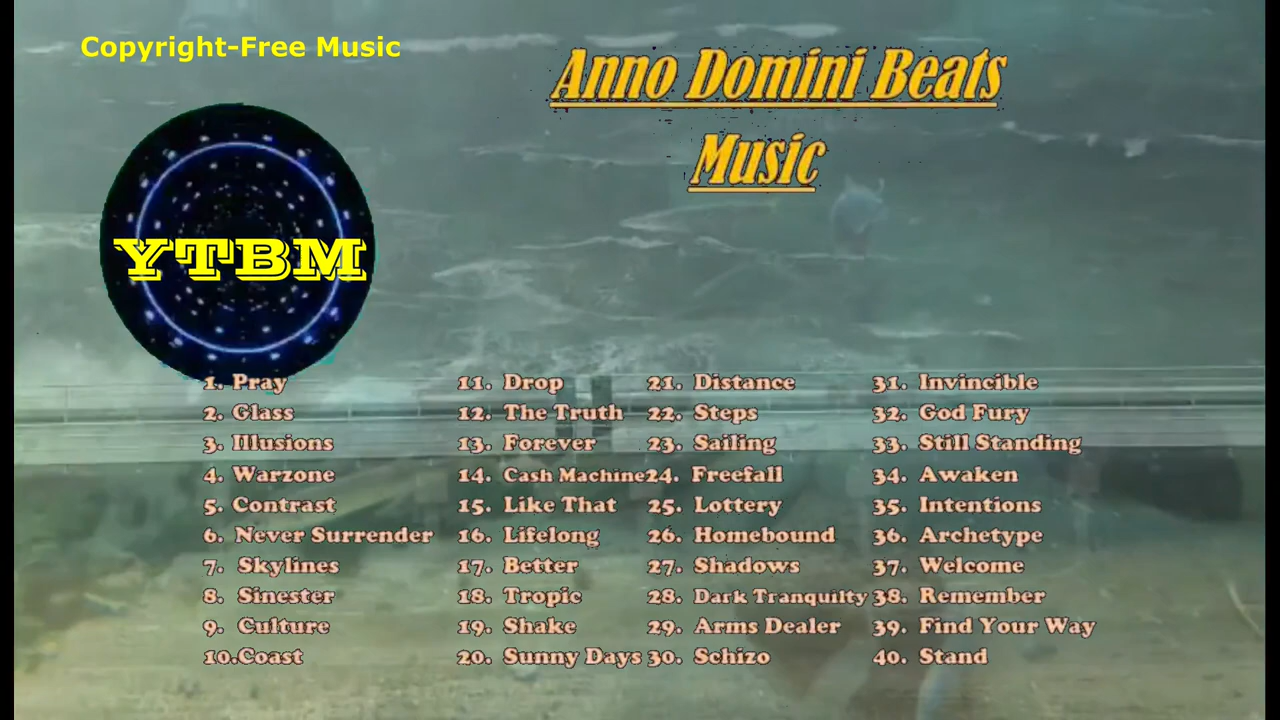 Copyright-Free Music
Anno Domini Beats
Music
YTBM
1. Pray
2. Glass
3. Illusions
4. Warzone
5. Contrast
6. Never Surrender
7. Skylines
8. Sinester
9. Culture
10.Coast
11. Drop
12. The Truth
13. Forever
14. Cash Machine
15. Like That
16. Lifelong
17. Better
18. Tropic
19. Shake
20. Sunny Days
21. Distance
22. Steps
23. Sailing
24. Freefall
25. Lottery
26. Homebound
27. Shadows
28. Dark Tranquilty
29. Arms Dealer
30. Schizo
31. Invincible
32. God Fury
33. Still Standing
34. Awaken
35. Intentions
36. Archetype
37. Welcome
38. Remember
39. Find Your Way
40. Stand